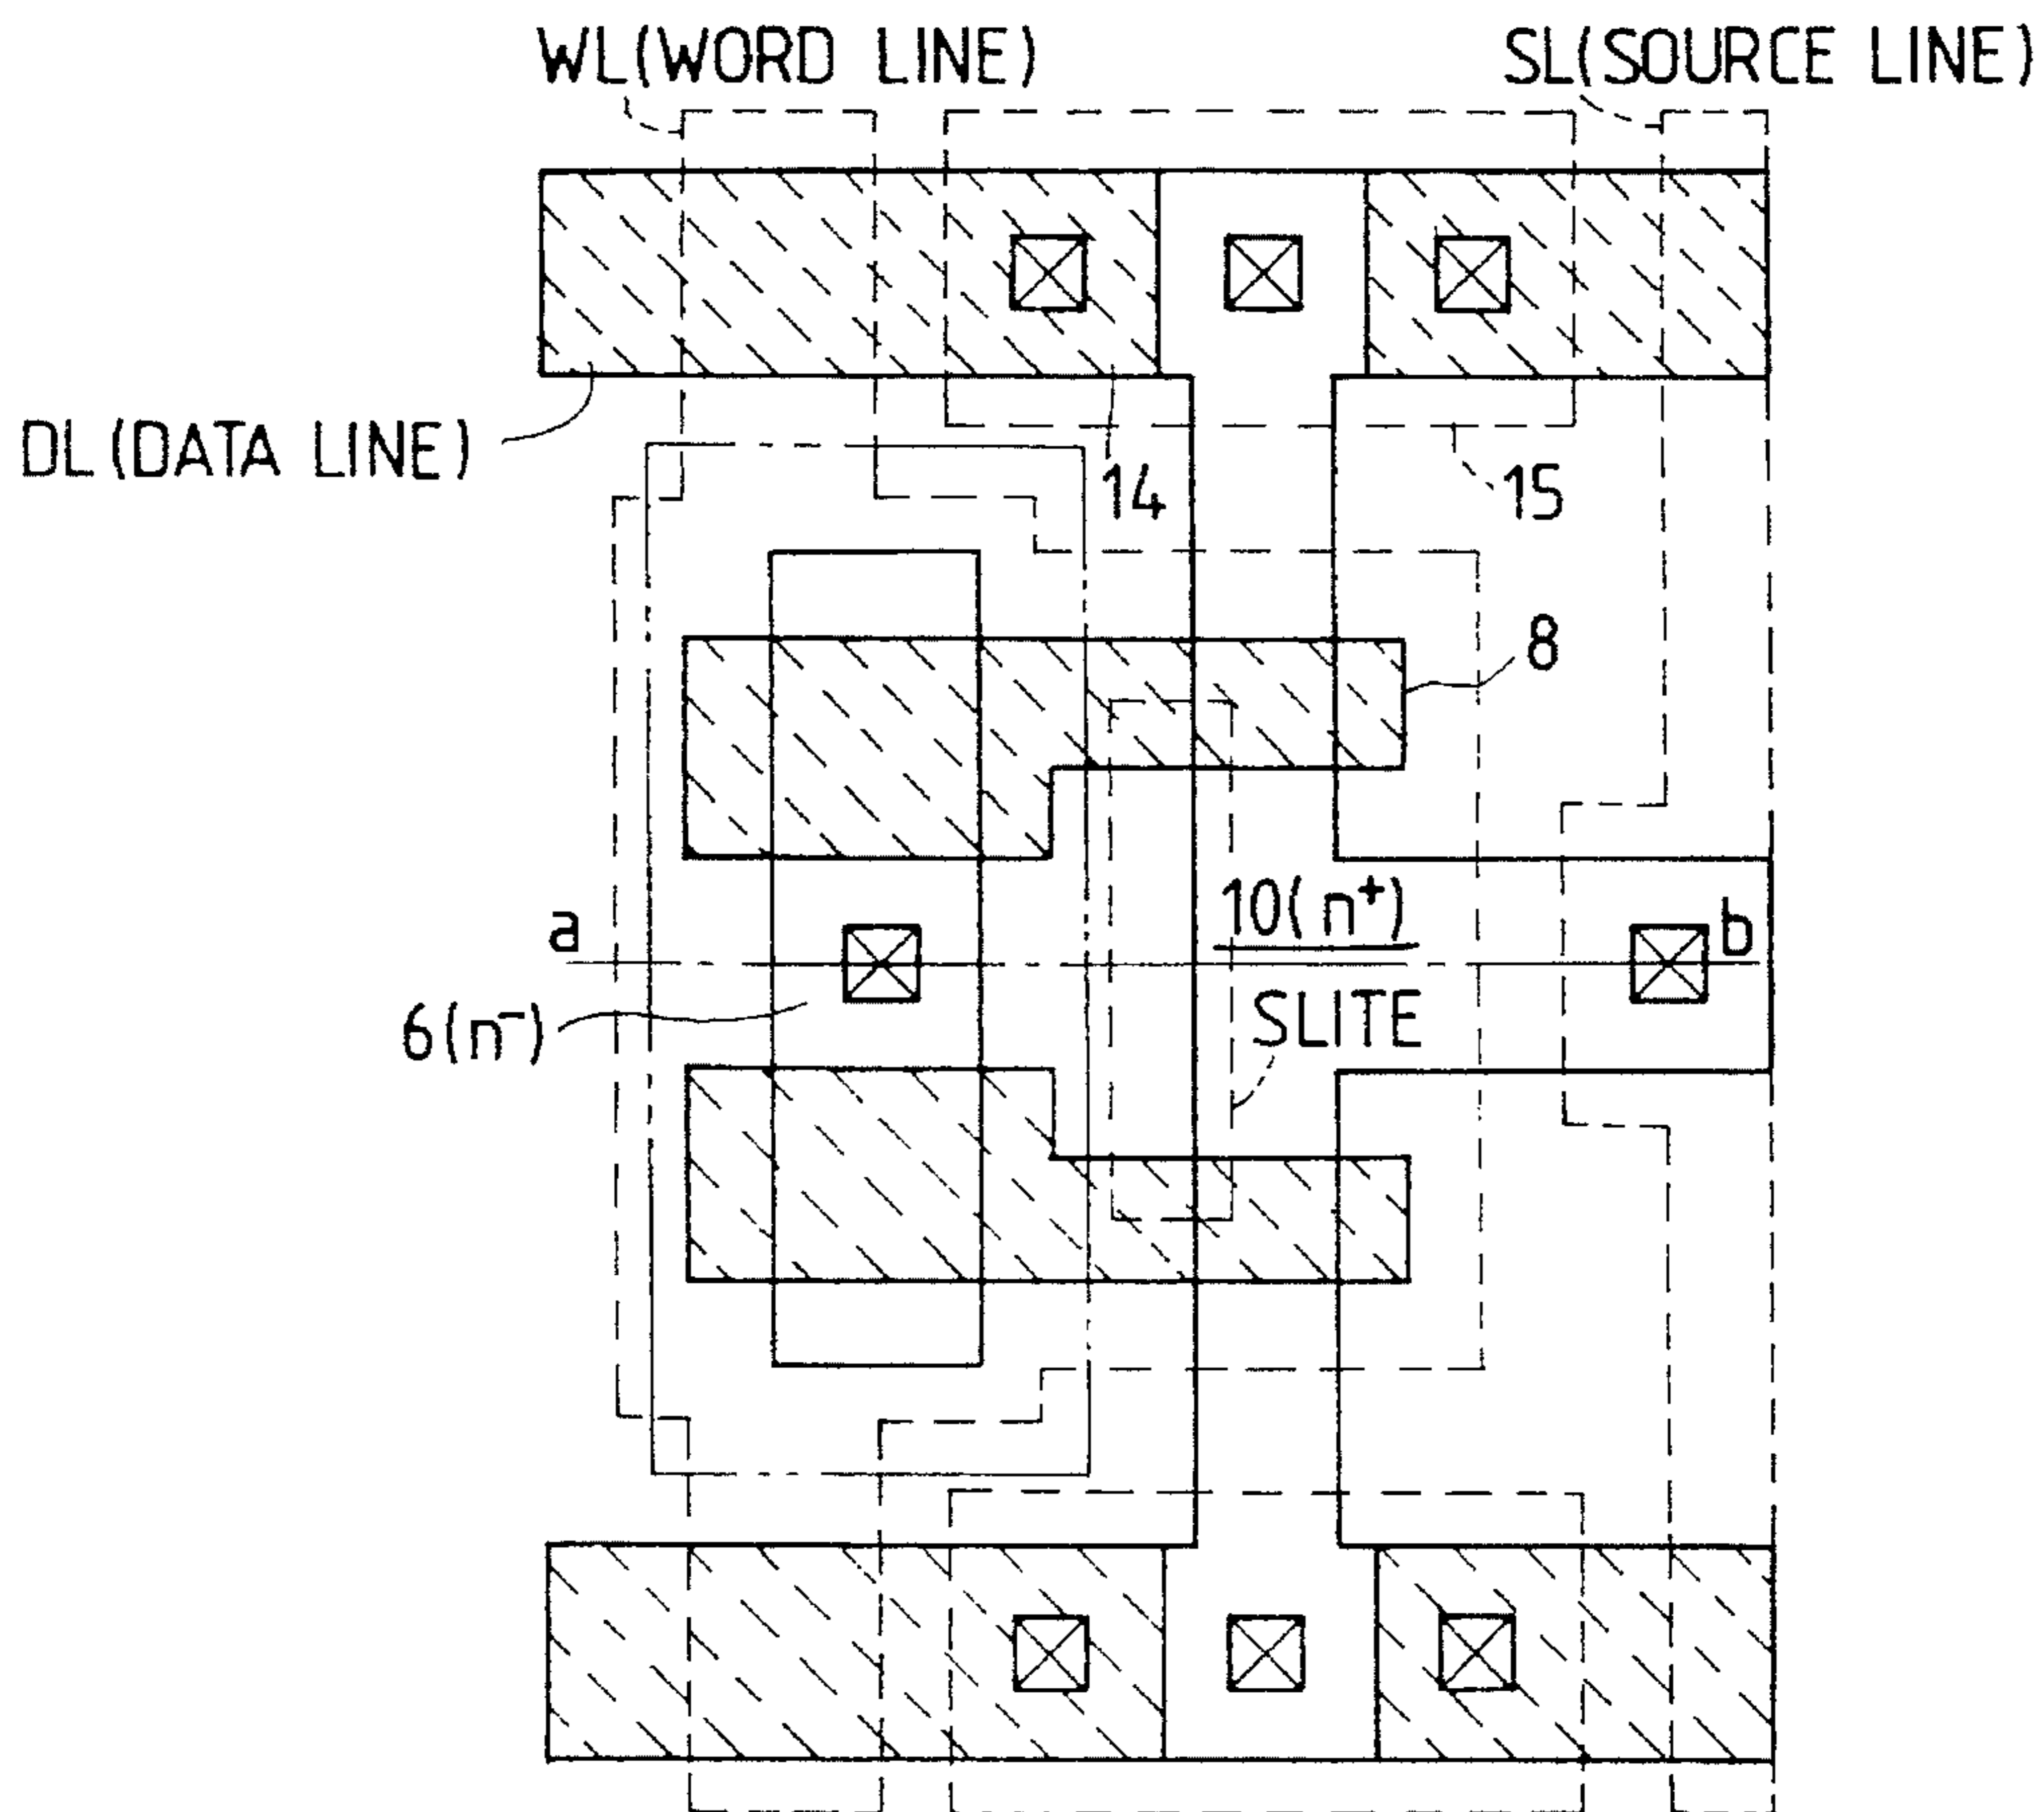 WL(WORD LINE)
SL(SOURCE LINE)
DL(DATA LINE)
14
15
8
10(n⁺)
a
b
6(n⁻)
SLITE